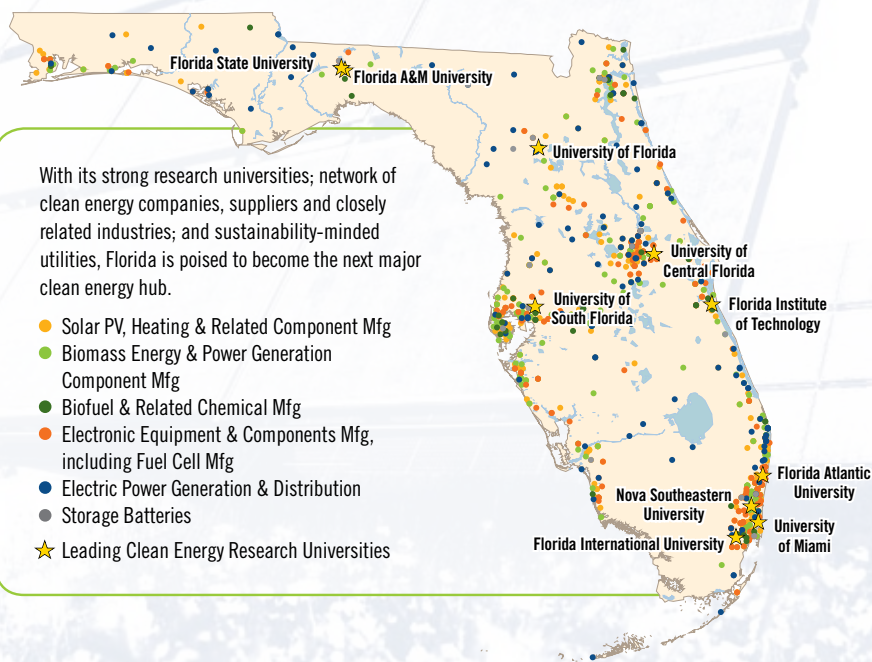 Florida State University
Florida A&M University
University of Florida
University of
Central Florida
University of
South Florida
Florida Institute
of Technology
Florida Atlantic
University
Nova Southeastern
University
University
of Miami
Florida International University
With its strong research universities; network of
clean energy companies, suppliers and closely
related industries; and sustainability-minded
utilities, Florida is poised to become the next major
clean energy hub.
Solar PV, Heating & Related Component Mfg
Biomass Energy & Power Generation
Component Mfg
Biofuel & Related Chemical Mfg
Electronic Equipment & Components Mfg,
including Fuel Cell Mfg
Electric Power Generation & Distribution
Storage Batteries
Leading Clean Energy Research Universities